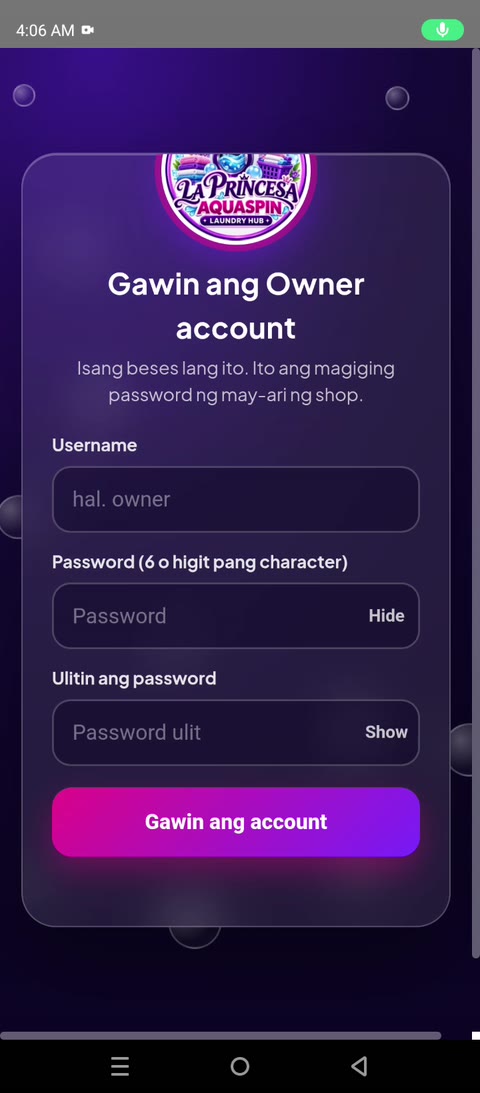 4:06 AM
LA PRINCESA
AQUASPIN
LAUNDRY HUB
Gawin ang Owner
account
Isang beses lang ito. Ito ang magiging
password ng may-ari ng shop.
Username
hal. owner
Password (6 o higit pang character)
Password
Hide
Ulitin ang password
Password ulit
Show
Gawin ang account